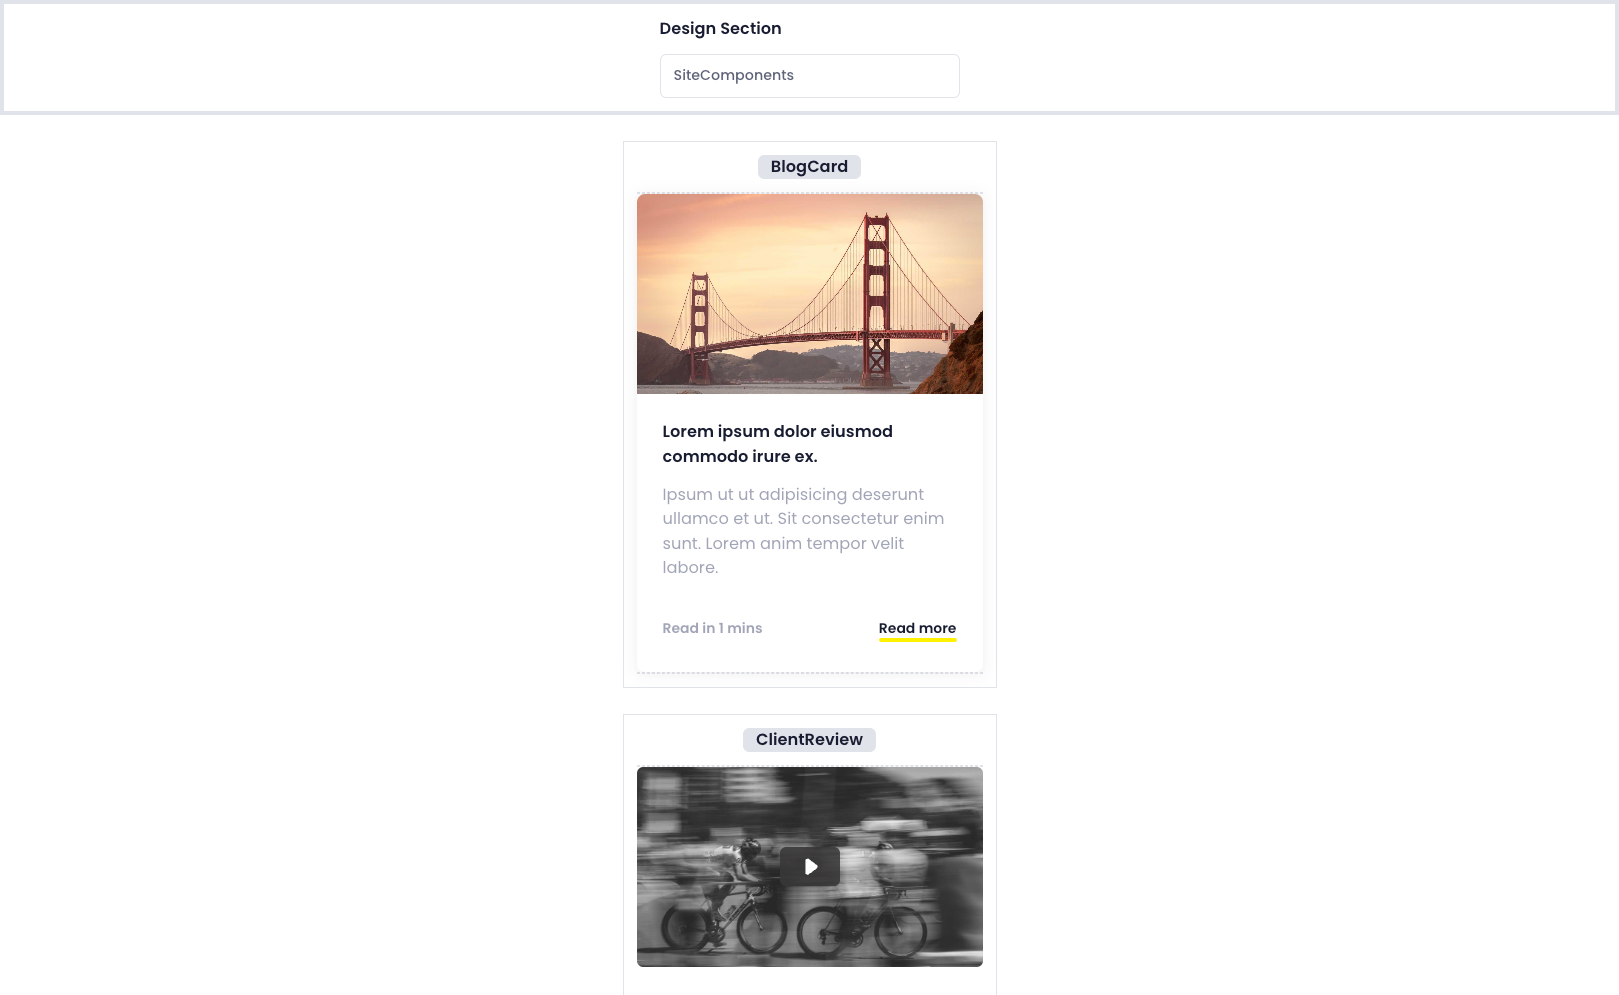 Design Section
SiteComponents
BlogCard
Lorem ipsum dolor eiusmod
commodo irure ex.
Ipsum ut ut adipisicing deserunt
ullamco et ut. Sit consectetur enim
sunt. Lorem anim tempor velit
labore.
Read in 1 mins
Read more
ClientReview